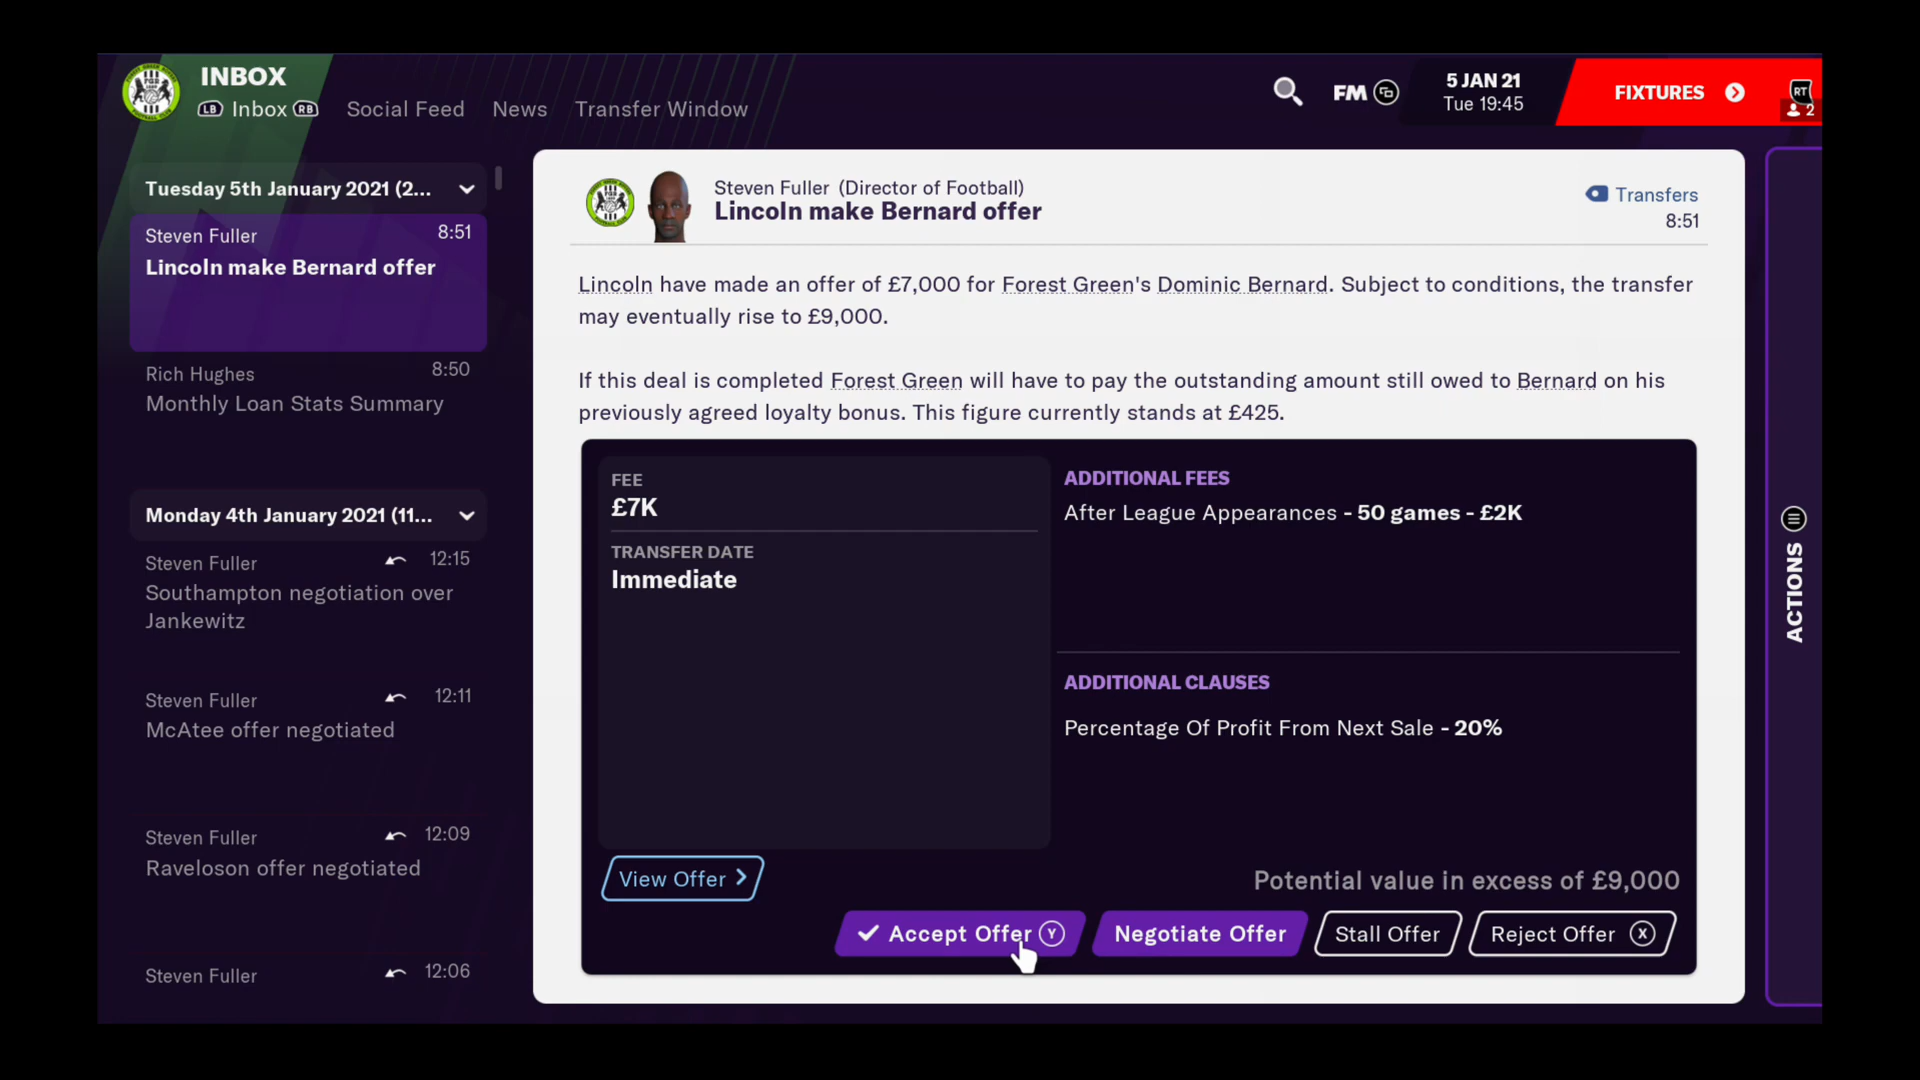 INBOX
LB Inbox RB Social Feed News Transfer Window
FM
5 JAN 21
Tue 19:45
FIXTURES
RT
2
Tuesday 5th January 2021 (2...
Steven Fuller 8:51
Lincoln make Bernard offer
Rich Hughes 8:50
Monthly Loan Stats Summary
Monday 4th January 2021 (11...
Steven Fuller 12:15
Southampton negotiation over
Jankewitz
Steven Fuller 12:11
McAtee offer negotiated
Steven Fuller 12:09
Raveloson offer negotiated
Steven Fuller 12:06
Steven Fuller (Director of Football)
Lincoln make Bernard offer
Transfers
8:51
Lincoln have made an offer of £7,000 for Forest Green's Dominic Bernard. Subject to conditions, the transfer
may eventually rise to £9,000.
If this deal is completed Forest Green will have to pay the outstanding amount still owed to Bernard on his
previously agreed loyalty bonus. This figure currently stands at £425.
FEE
£7K
TRANSFER DATE
Immediate
ADDITIONAL FEES
After League Appearances - 50 games - £2K
ADDITIONAL CLAUSES
Percentage Of Profit From Next Sale - 20%
View Offer
Potential value in excess of £9,000
Accept Offer Y
Negotiate Offer
Stall Offer
Reject Offer X
ACTIONS